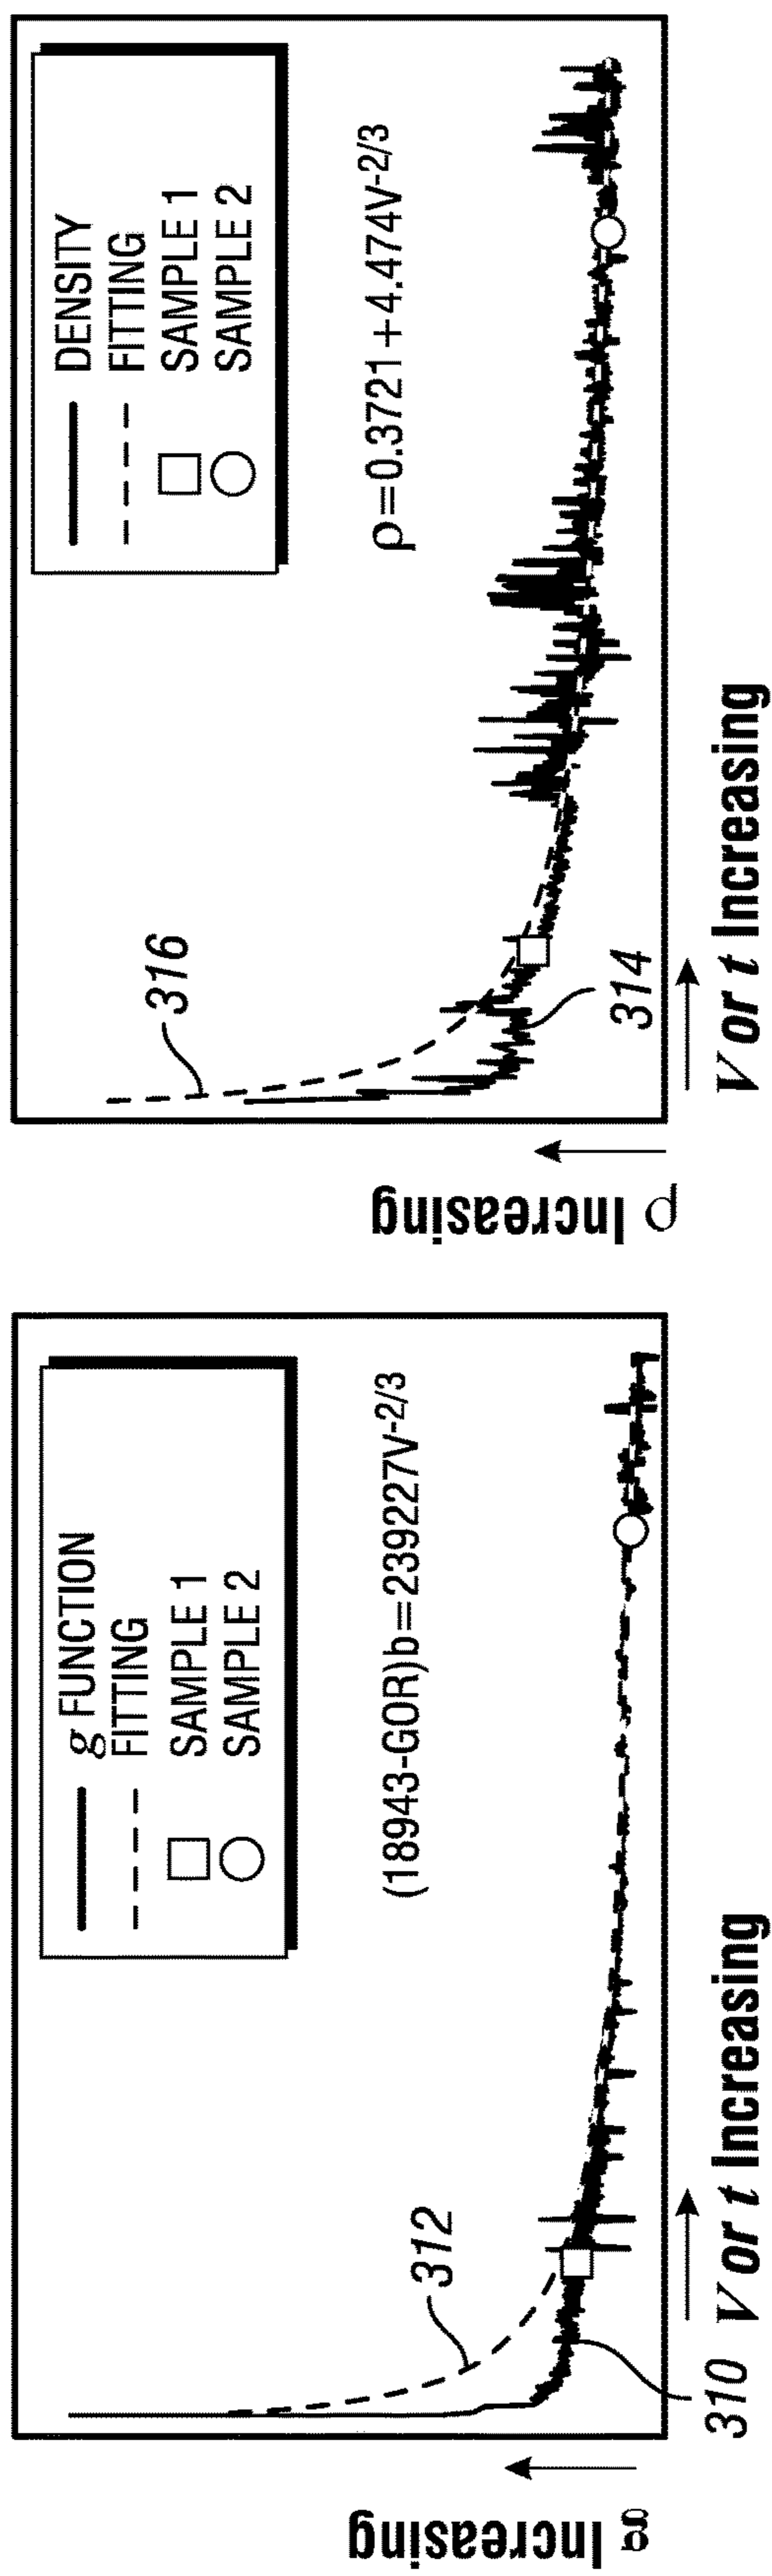 g FUNCTION
FITTING
SAMPLE 1
SAMPLE 2
(18943-GOR)b=239227V-2/3
312
310
g Increasing
V or t Increasing
DENSITY
FITTING
SAMPLE 1
SAMPLE 2
ρ=0.3721+4.474V-2/3
316
314
ρ Increasing
V or t Increasing